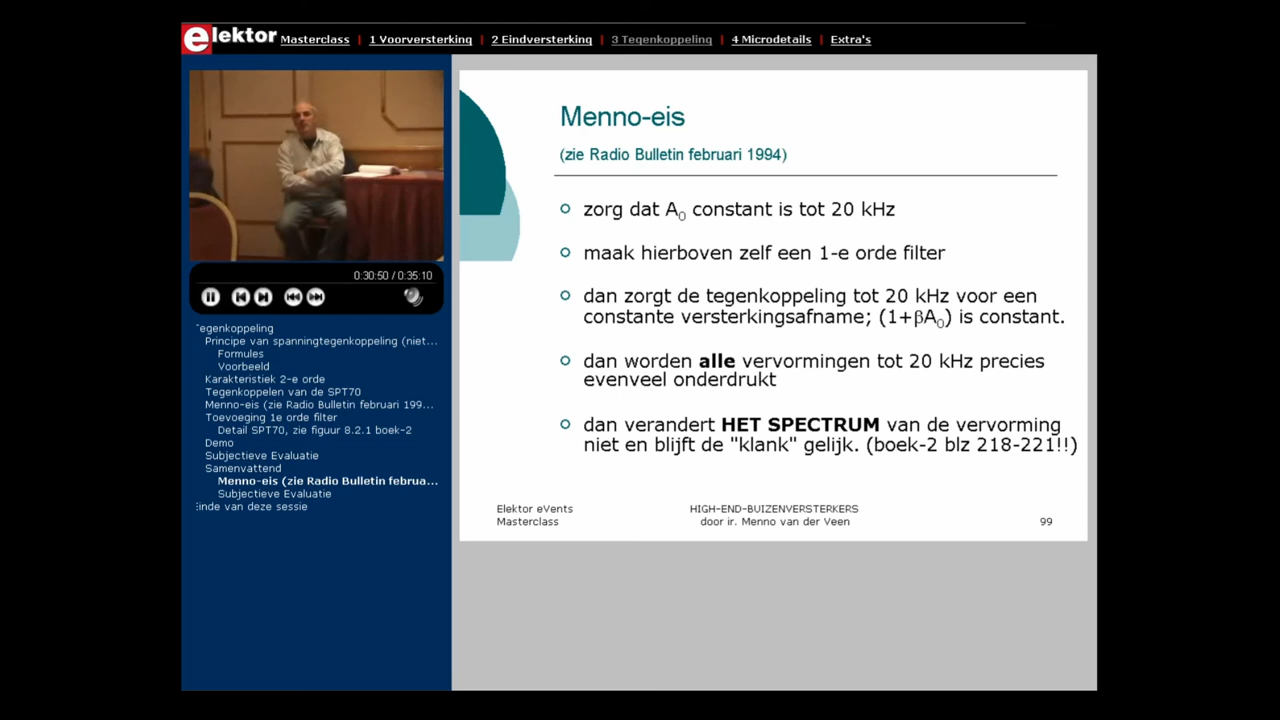 elektor Masterclass | 1 Voorversterking | 2 Eindversterking | 3 Tegenkoppeling | 4 Microdetails | Extra's
0:30:50 / 0:35:10
Tegenkoppeling
Principe van spanningtegenkoppeling (niet...
Formules
Voorbeeld
Karakteristiek 2-e orde
Tegenkoppelen van de SPT70
Menno-eis (zie Radio Bulletin februari 199...
Toevoeging 1e orde filter
Detail SPT70, zie figuur 8.2.1 boek-2
Demo
Subjectieve Evaluatie
Samenvattend
Menno-eis (zie Radio Bulletin februa...
Subjectieve Evaluatie
Einde van deze sessie
Menno-eis
(zie Radio Bulletin februari 1994)
zorg dat A0 constant is tot 20 kHz
maak hierboven zelf een 1-e orde filter
dan zorgt de tegenkoppeling tot 20 kHz voor een
constante versterkingsafname; (1+βA0) is constant.
dan worden alle vervormingen tot 20 kHz precies
evenveel onderdrukt
dan verandert HET SPECTRUM van de vervorming
niet en blijft de "klank" gelijk. (boek-2 blz 218-221!!)
Elektor eVents
Masterclass
HIGH-END-BUIZENVERSTERKERS
door ir. Menno van der Veen
99